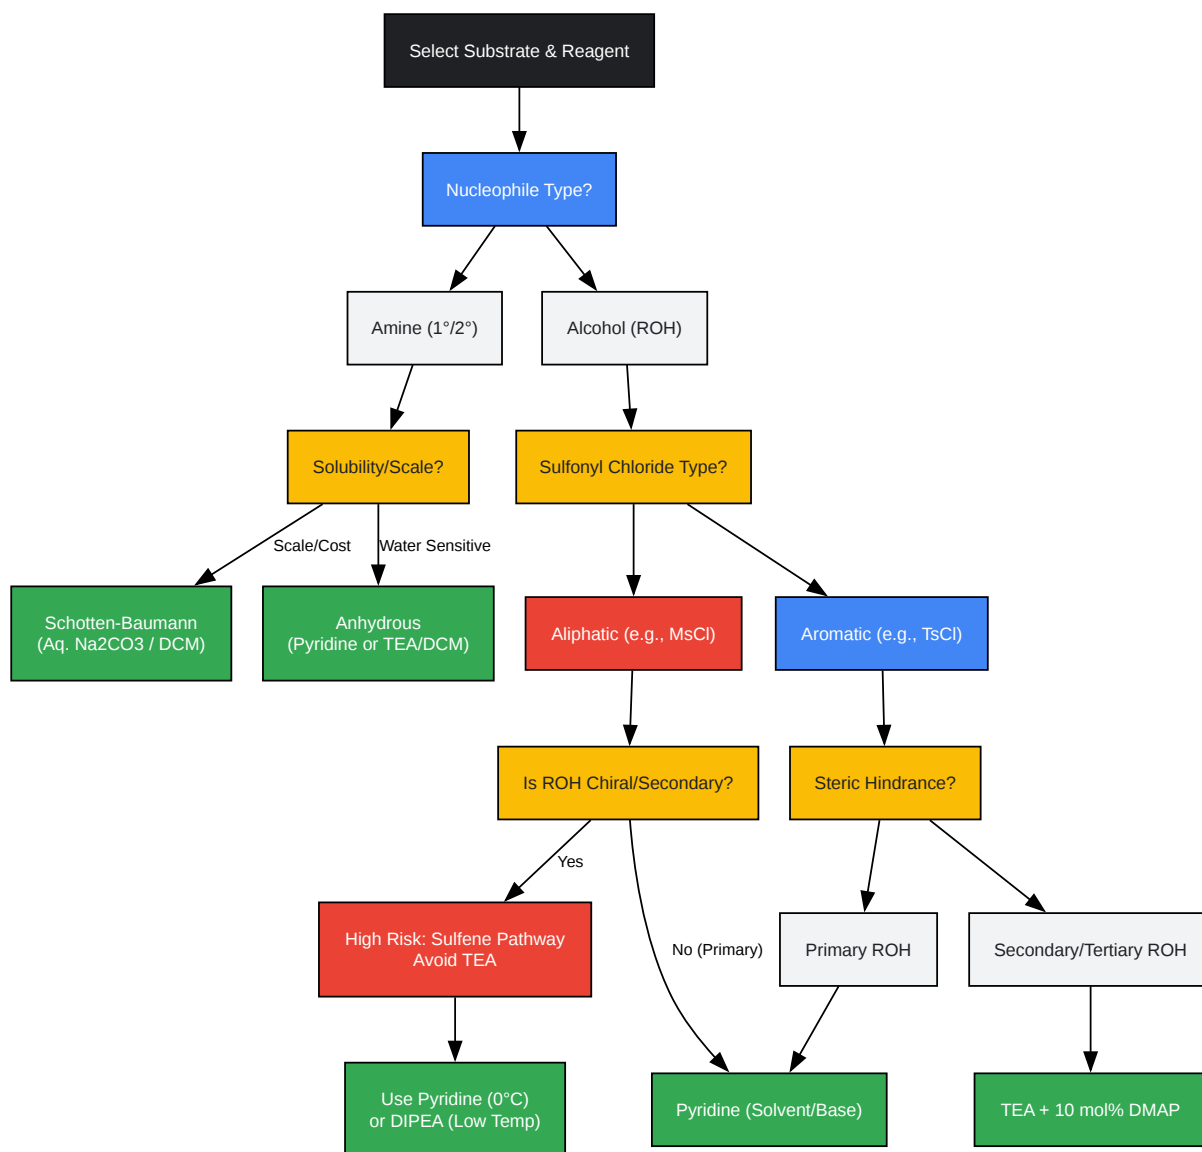 Select Substrate & Reagent
Nucleophile Type?
Amine (1°/2°)
Alcohol (ROH)
Solubility/Scale?
Sulfonyl Chloride Type?
Scale/Cost
Water Sensitive
Schotten-Baumann
(Aq. Na2CO3 / DCM)
Anhydrous
(Pyridine or TEA/DCM)
Aliphatic (e.g., MsCl)
Aromatic (e.g., TsCl)
Is ROH Chiral/Secondary?
Steric Hindrance?
Yes
High Risk: Sulfene Pathway
Avoid TEA
No (Primary)
Primary ROH
Secondary/Tertiary ROH
Use Pyridine (0°C)
or DIPEA (Low Temp)
Pyridine (Solvent/Base)
TEA + 10 mol% DMAP